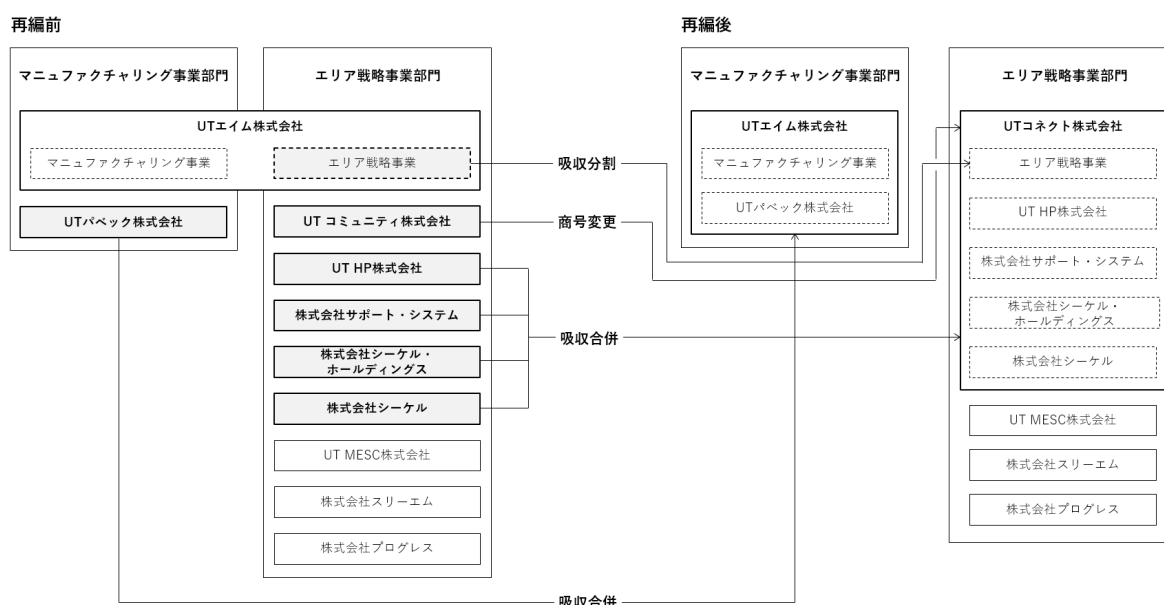 再編前
マニュファクチャリング事業部門
エリア戦略事業部門
UTエイム株式会社
マニュファクチャリング事業
エリア戦略事業
UTパベック株式会社
UT コミュニティ株式会社
UT HP株式会社
株式会社サポート・システム
株式会社シーケル・
ホールディングス
株式会社シーケル
UT MESC株式会社
株式会社スリーエム
株式会社プログレス
吸収分割
商号変更
吸収合併
吸収合併
再編後
マニュファクチャリング事業部門
エリア戦略事業部門
UTエイム株式会社
マニュファクチャリング事業
UTパベック株式会社
UTコネクト株式会社
エリア戦略事業
UT HP株式会社
株式会社サポート・システム
株式会社シーケル・
ホールディングス
株式会社シーケル
UT MESC株式会社
株式会社スリーエム
株式会社プログレス